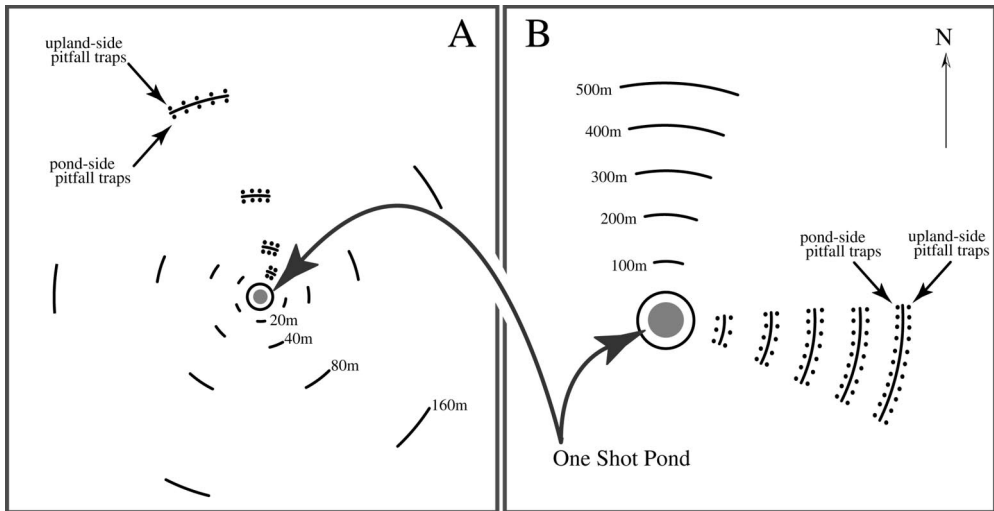 A
upland-side
pitfall traps
pond-side
pitfall traps
20m
40m
80m
160m
B
N
500m
400m
300m
200m
100m
pond-side
pitfall traps
upland-side
pitfall traps
One Shot Pond